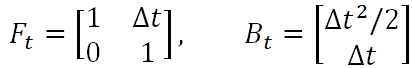 F_t = [1 Δt; 0 1], B_t = [Δt²/2; Δt]